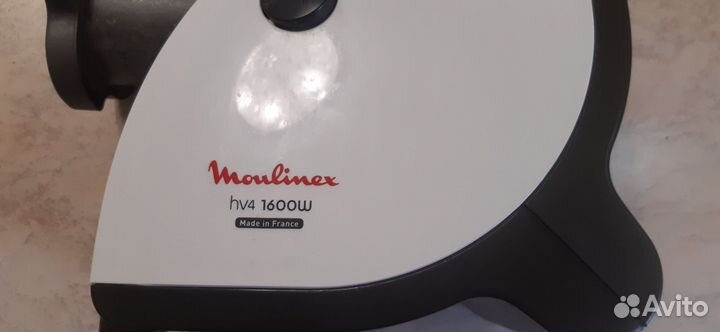 Moulinex
hv4 1600W
Made in France
Avito